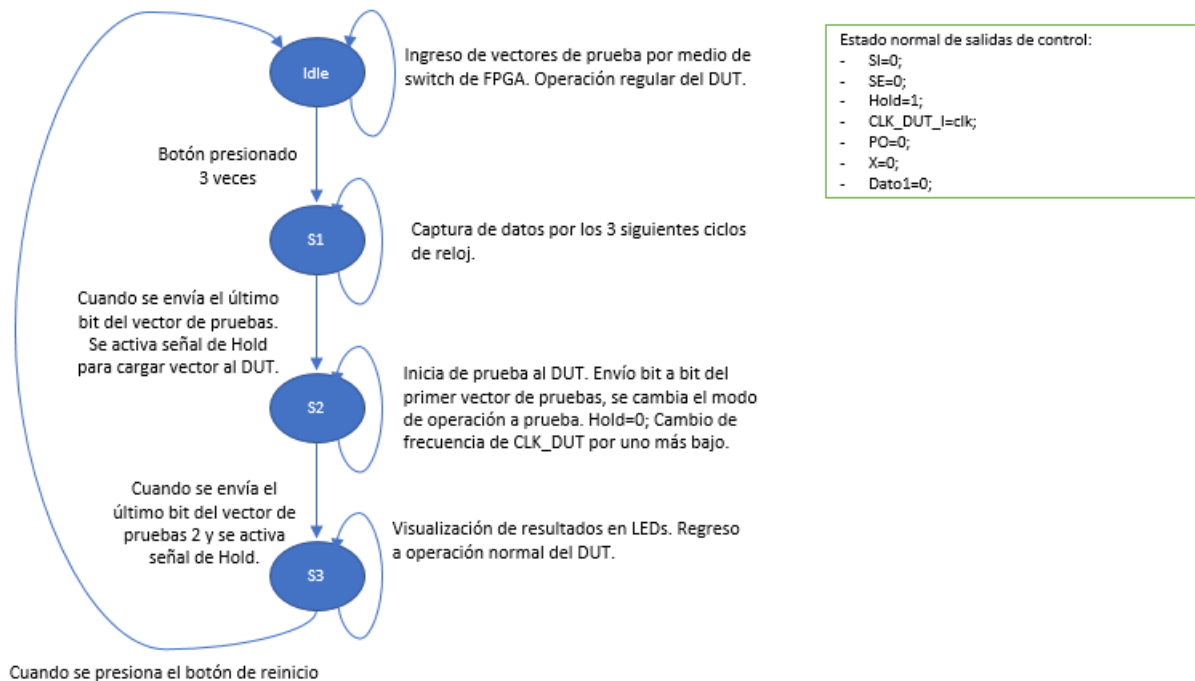 Idle
Ingreso de vectores de prueba por medio de
switch de FPGA. Operación regular del DUT.
Estado normal de salidas de control:
- SI=0;
- SE=0;
- Hold=1;
- CLK_DUT_I=clk;
- PO=0;
- X=0;
- Dato1=0;
Botón presionado
3 veces
S1
Captura de datos por los 3 siguientes ciclos
de reloj.
Cuando se envía el último
bit del vector de pruebas.
Se activa señal de Hold
para cargar vector al DUT.
S2
Inicia de prueba al DUT. Envío bit a bit del
primer vector de pruebas, se cambia el modo
de operación a prueba. Hold=0; Cambio de
frecuencia de CLK_DUT por uno más bajo.
Cuando se envía el
último bit del vector de
pruebas 2 y se activa
señal de Hold.
S3
Visualización de resultados en LEDs. Regreso
a operación normal del DUT.
Cuando se presiona el botón de reinicio